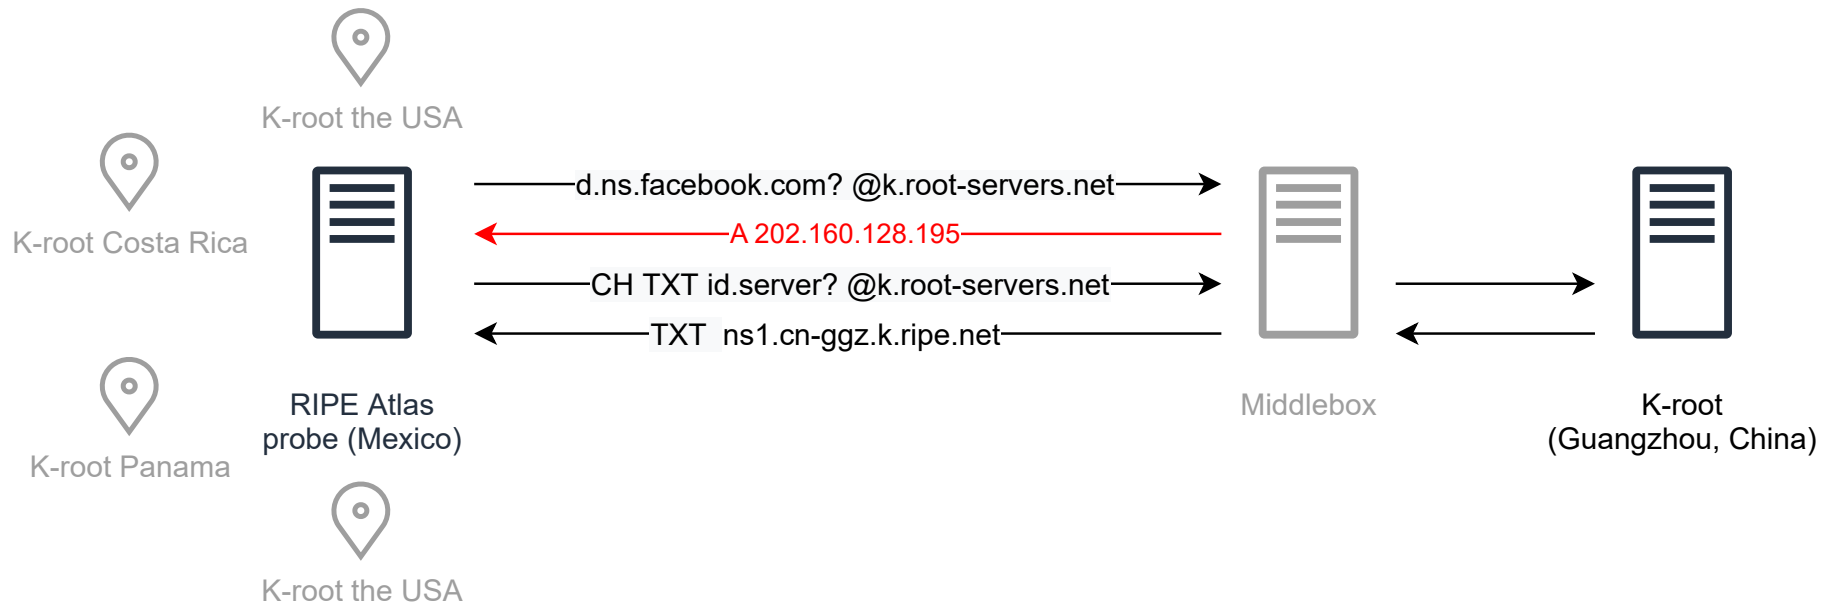 K-root the USA
K-root Costa Rica
d.ns.facebook.com? @k.root-servers.net
A 202.160.128.195
CH TXT id.server? @k.root-servers.net
TXT  ns1.cn-ggz.k.ripe.net
RIPE Atlas
probe (Mexico)
Middlebox
K-root
(Guangzhou, China)
K-root Panama
K-root the USA